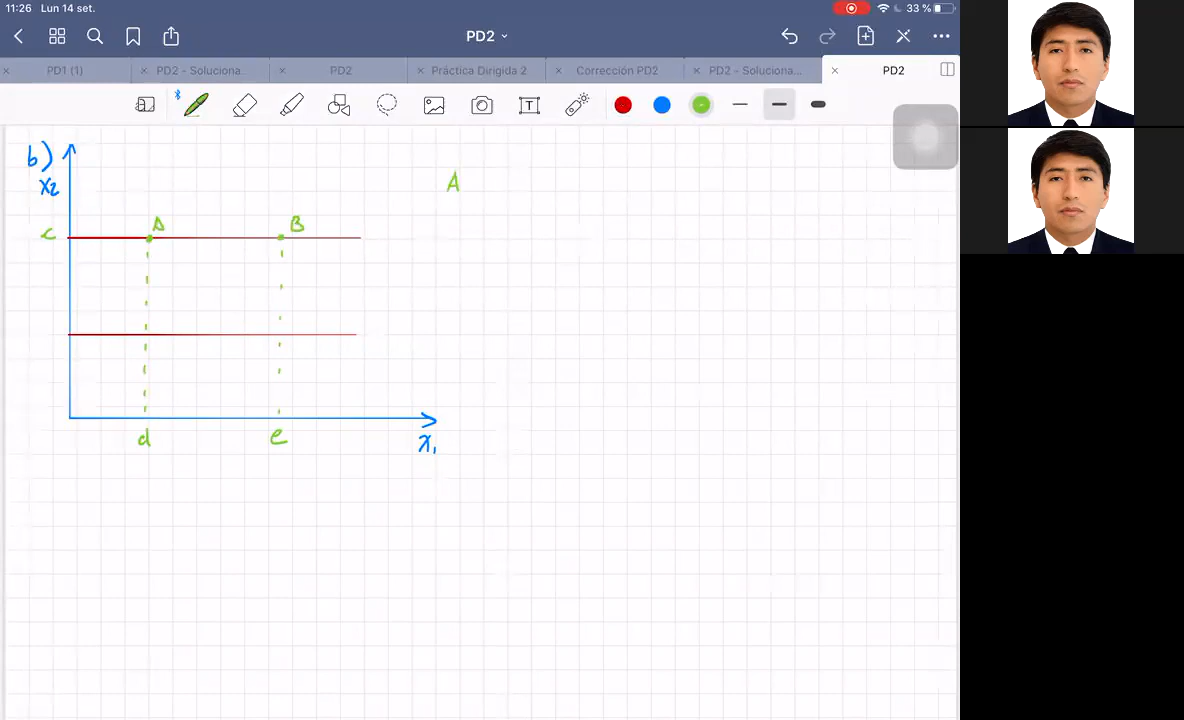 11:26 Lun 14 set. 33 %
PD2
PD1 (1) PD2 - Soluciona... PD2 Práctica Dirigida 2 Corrección PD2 PD2 - Soluciona... PD2
T
b)
x2
A
A B
c
d e
x1